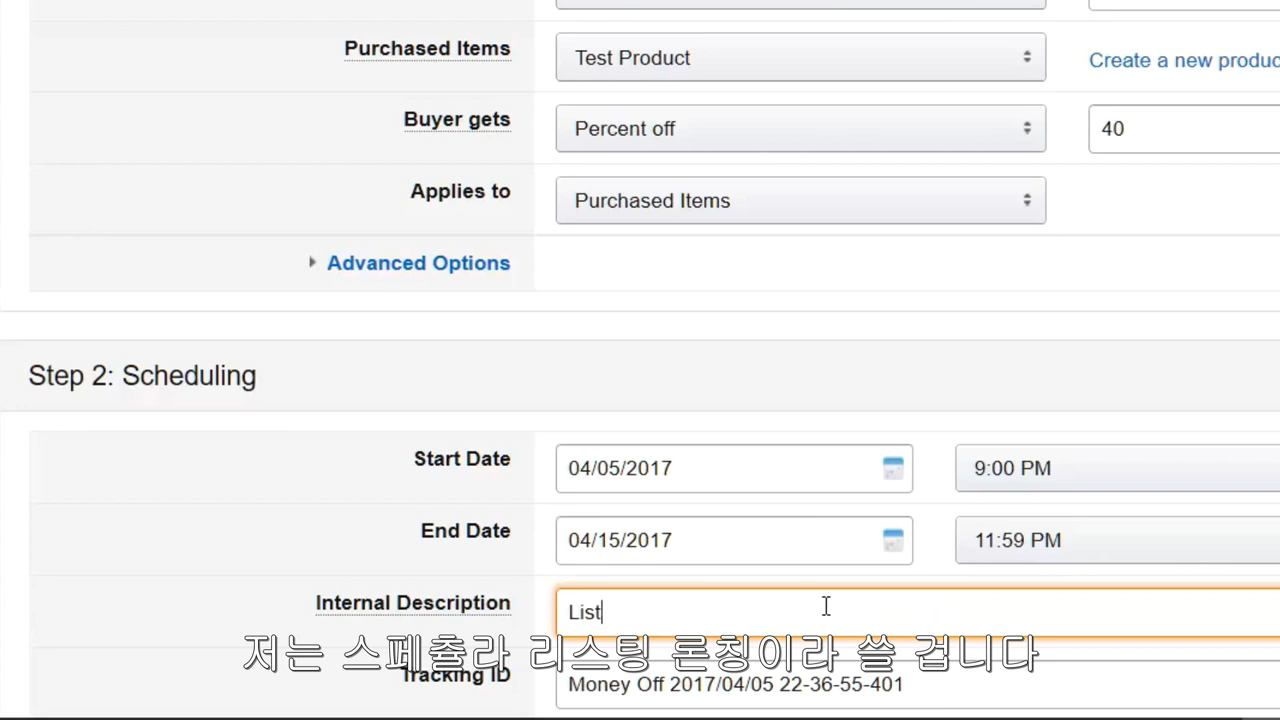 Purchased Items Test Product Create a new produc
Buyer gets Percent off 40
Applies to Purchased Items
Advanced Options
Step 2: Scheduling
Start Date 04/05/2017 9:00 PM
End Date 04/15/2017 11:59 PM
Internal Description List
저는 스페출라 리스팅 론칭이라 쓸 겁니다
Tracking ID Money Off 2017/04/05 22-36-55-401